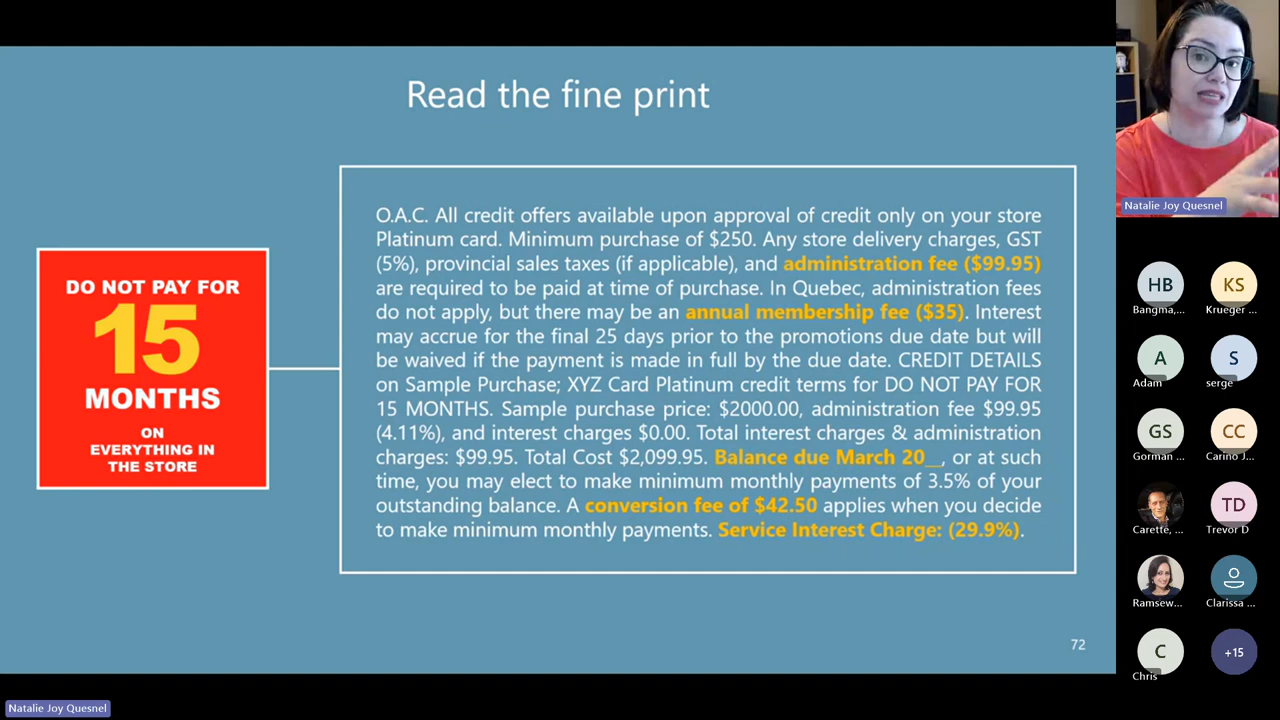 Read the fine print
DO NOT PAY FOR
15
MONTHS
ON
EVERYTHING IN
THE STORE
O.A.C. All credit offers available upon approval of credit only on your store
Platinum card. Minimum purchase of $250. Any store delivery charges, GST
(5%), provincial sales taxes (if applicable), and administration fee ($99.95)
are required to be paid at time of purchase. In Quebec, administration fees
do not apply, but there may be an annual membership fee ($35). Interest
may accrue for the final 25 days prior to the promotions due date but will
be waived if the payment is made in full by the due date. CREDIT DETAILS
on Sample Purchase; XYZ Card Platinum credit terms for DO NOT PAY FOR
15 MONTHS. Sample purchase price: $2000.00, administration fee $99.95
(4.11%), and interest charges $0.00. Total interest charges & administration
charges: $99.95. Total Cost $2,099.95. Balance due March 20__, or at such
time, you may elect to make minimum monthly payments of 3.5% of your
outstanding balance. A conversion fee of $42.50 applies when you decide
to make minimum monthly payments. Service Interest Charge: (29.9%).
72
Natalie Joy Quesnel
HB
KS
Bangma,...
Krueger ...
A
S
Adam
serge
GS
CC
Gorman ...
Carino J...
TD
Carette, ...
Trevor D
Ramsew...
Clarissa ...
C
+15
Chris
Natalie Joy Quesnel